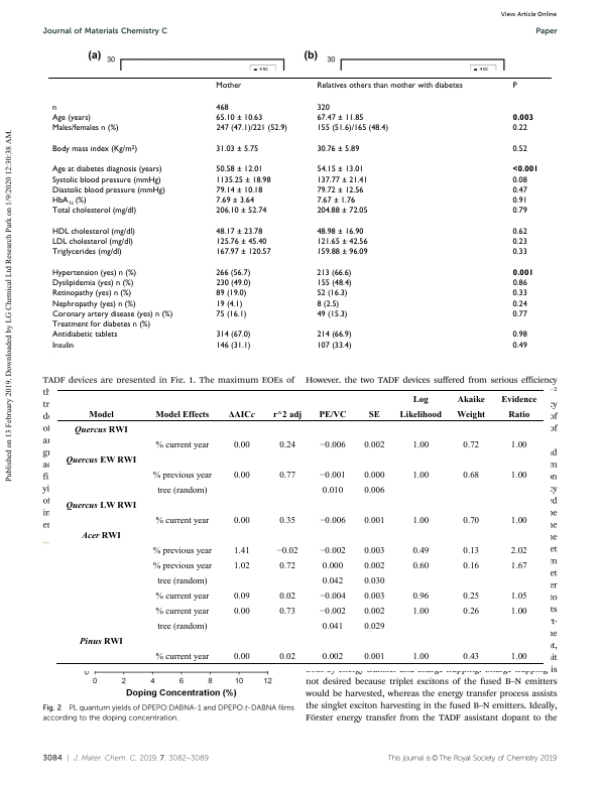 View Article Online
Journal of Materials Chemistry C
Paper
Published on 13 February 2019. Downloaded by LG Chemical Ltd Research Park on 1/9/2020 12:30:38 AM.
(a) 30
(b) 30
Mother Relatives others than mother with diabetes P
n 468 320
Age (years) 65.10 ± 10.63 67.47 ± 11.85 0.003
Males/females n (%) 247 (47.1)/221 (52.9) 155 (51.6)/165 (48.4) 0.22
Body mass index (Kg/m²) 31.03 ± 5.75 30.76 ± 5.89 0.52
Age at diabetes diagnosis (years) 50.58 ± 12.01 54.15 ± 13.01 <0.001
Systolic blood pressure (mmHg) 1135.25 ± 18.98 137.77 ± 21.41 0.08
Diastolic blood pressure (mmHg) 79.14 ± 10.18 79.72 ± 12.56 0.47
HbA1c (%) 7.69 ± 3.64 7.67 ± 1.76 0.91
Total cholesterol (mg/dl) 206.10 ± 52.74 204.88 ± 72.05 0.79
HDL cholesterol (mg/dl) 48.17 ± 23.78 48.98 ± 16.90 0.62
LDL cholesterol (mg/dl) 125.76 ± 45.40 121.65 ± 42.56 0.23
Triglycerides (mg/dl) 167.97 ± 120.57 159.88 ± 96.09 0.33
Hypertension (yes) n (%) 266 (56.7) 213 (66.6) 0.001
Dyslipidemia (yes) n (%) 230 (49.0) 155 (48.4) 0.86
Retinopathy (yes) n (%) 89 (19.0) 52 (16.3) 0.33
Nephropathy (yes) n (%) 19 (4.1) 8 (2.5) 0.24
Coronary artery disease (yes) n (%) 75 (16.1) 49 (15.3) 0.77
Treatment for diabetes n (%)
Antidiabetic tablets 314 (67.0) 214 (66.9) 0.98
Insulin 146 (31.1) 107 (33.4) 0.49
TADF devices are presented in Fig. 1. The maximum EQEs of
However, the two TADF devices suffered from serious efficiency
Model Model Effects ΔAICc r^2 adj PE/VC SE Log Likelihood Akaike Weight Evidence Ratio
Quercus RWI
% current year 0.00 0.24 −0.006 0.002 1.00 0.72 1.00
Quercus EW RWI
% previous year 0.00 0.77 −0.001 0.000 1.00 0.68 1.00
tree (random) 0.010 0.006
Quercus LW RWI
% current year 0.00 0.35 −0.006 0.001 1.00 0.70 1.00
Acer RWI
% previous year 1.41 −0.02 −0.002 0.003 0.49 0.13 2.02
% previous year 1.02 0.72 0.000 0.002 0.60 0.16 1.67
tree (random) 0.042 0.030
% current year 0.09 0.02 −0.004 0.003 0.96 0.25 1.05
% current year 0.00 0.73 −0.002 0.002 1.00 0.26 1.00
tree (random) 0.041 0.029
Pinus RWI
% current year 0.00 0.02 0.002 0.001 1.00 0.43 1.00
0
0 2 4 6 8 10 12
Doping Concentration (%)
Fig. 2 PL quantum yields of DPEPO:DABNA-1 and DPEPO:t-DABNA films
according to the doping concentration.
is
not desired because triplet excitons of the fused B–N emitters
would be harvested, whereas the energy transfer process assists
the singlet exciton harvesting in the fused B–N emitters. Ideally,
Förster energy transfer from the TADF assistant dopant to the
3084 | J. Mater. Chem. C, 2019, 7, 3082–3089
This journal is © The Royal Society of Chemistry 2019